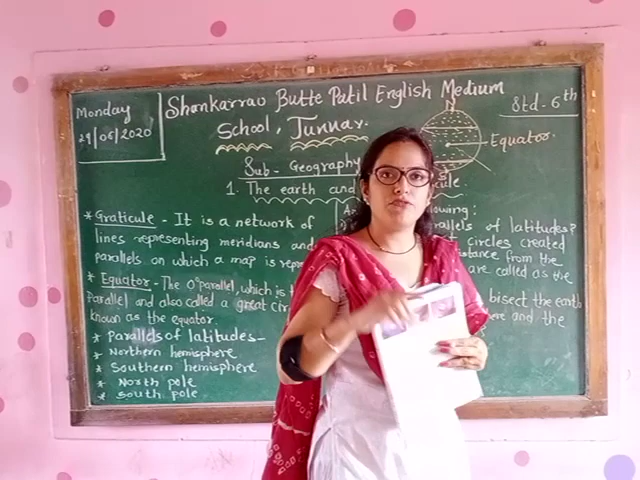 Monday
29/06/2020
Shankarrao Butte Patil English Medium
School, Junnar.
Std - 6th
N
Equator.
S
Sub - Geography
1. The earth and
* Graticule - It is a network of
lines representing meridians and
parallels on which a map is
* Equator - The 0° parallel, which is
parallel and also called a great
known as the equator.
* Parallels of latitudes -
* Northern hemisphere
* Southern hemisphere
* North pole
* South pole
of latitudes?
circles created
from the
are called as the
bisect the earth
and the